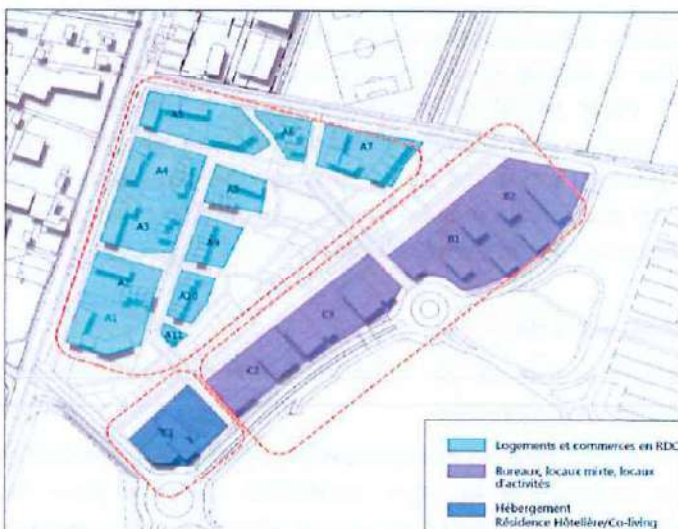 A5
A6
A7
A4
A8
B2
A3
A9
B1
A2
A10
C3
A1
A11
C2
C1
Logements et commerces en RDC
Bureaux, locaux mixte, locaux
d'activités
Hébergement
Résidence Hôtelière/Co-living